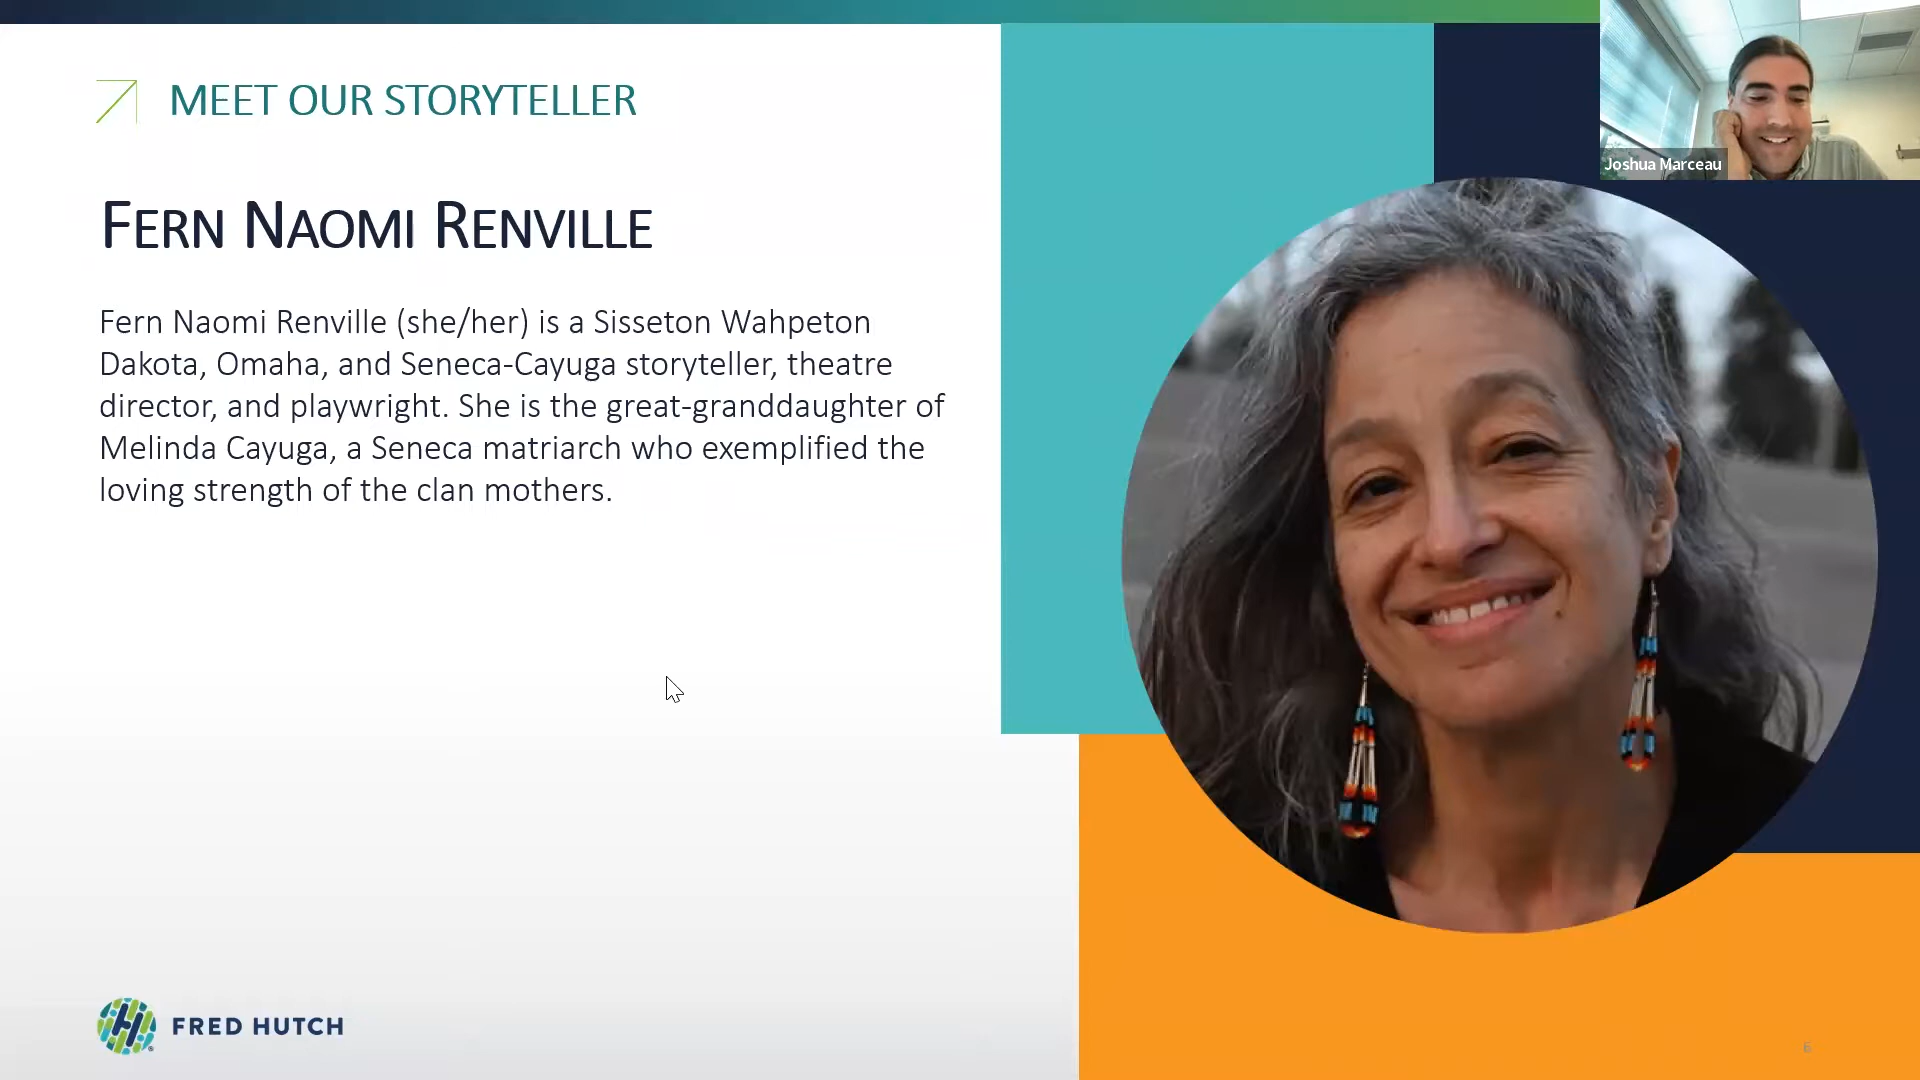 MEET OUR STORYTELLER
Joshua Marceau
FERN NAOMI RENVILLE
Fern Naomi Renville (she/her) is a Sisseton Wahpeton
Dakota, Omaha, and Seneca-Cayuga storyteller, theatre
director, and playwright. She is the great-granddaughter of
Melinda Cayuga, a Seneca matriarch who exemplified the
loving strength of the clan mothers.
FRED HUTCH
6